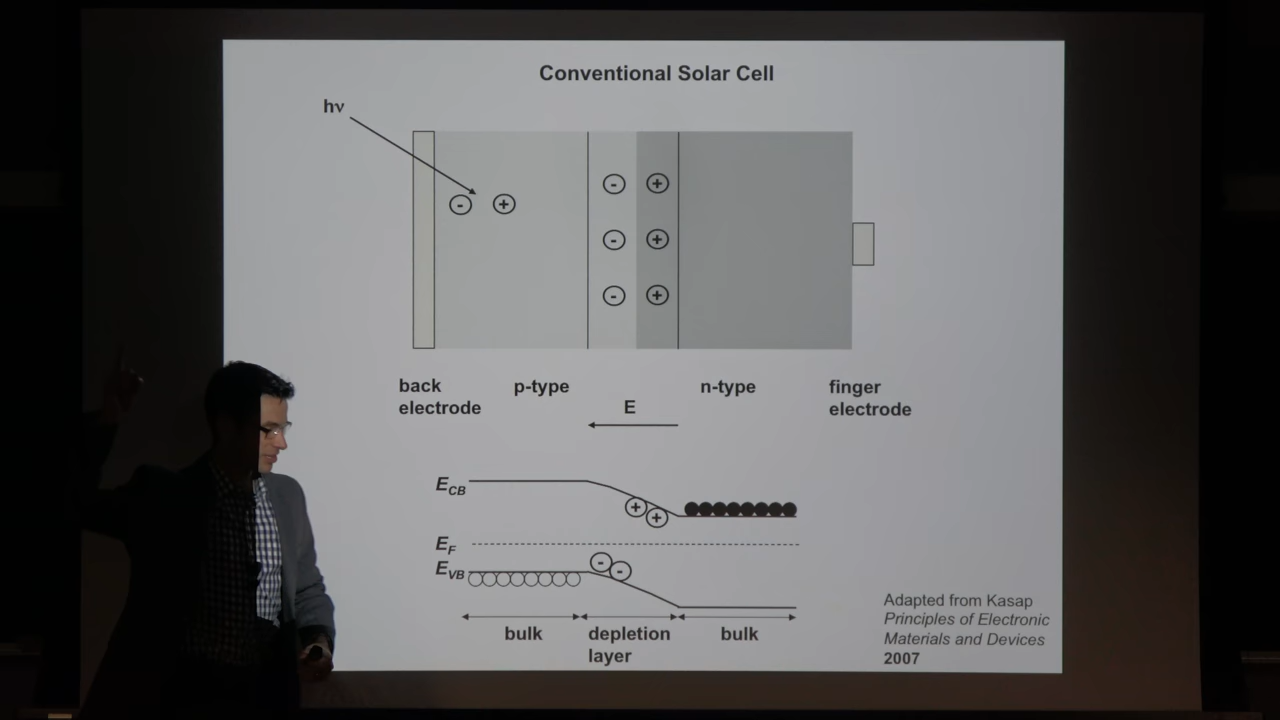 Conventional Solar Cell
hν
- +
- +
- +
- +
back
electrode
p-type
n-type
finger
electrode
E
E_CB
+
+
E_F
-
-
E_VB
bulk
depletion
layer
bulk
Adapted from Kasap
Principles of Electronic
Materials and Devices
2007